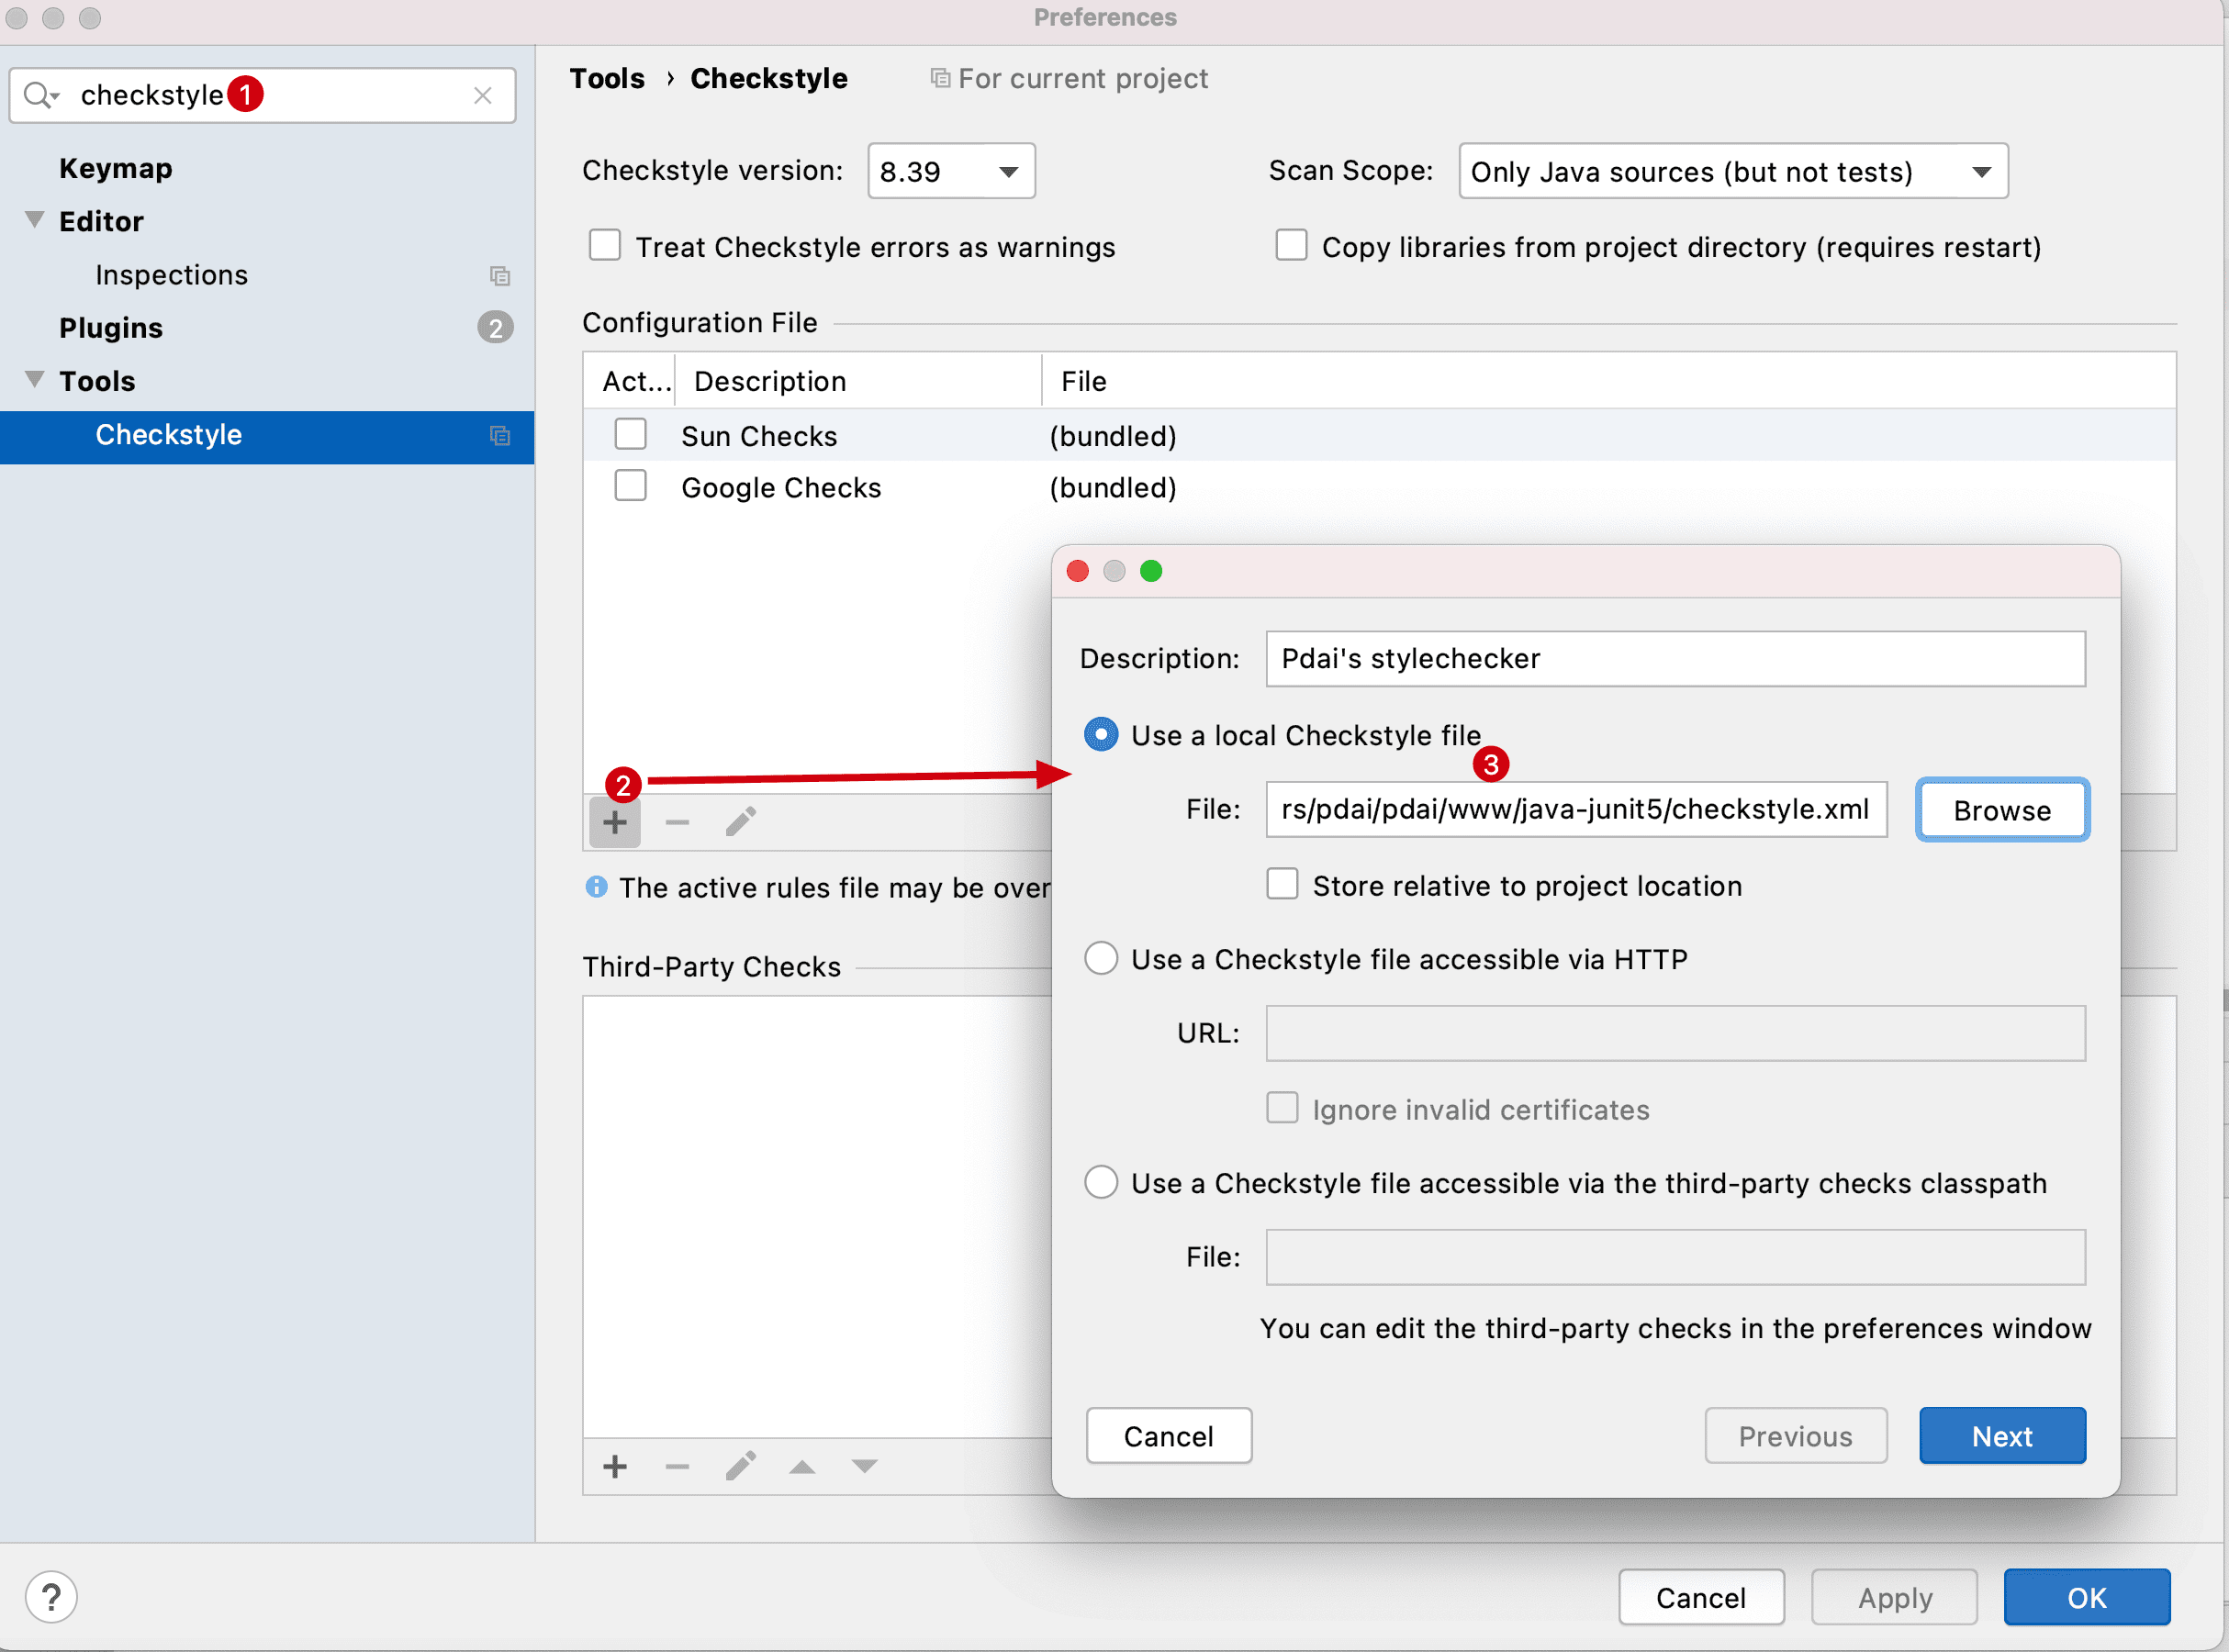 Preferences
checkstyle 1
Keymap
Editor
Inspections
Plugins 2
Tools
Checkstyle
Tools › Checkstyle For current project
Checkstyle version: 8.39 Scan Scope: Only Java sources (but not tests)
Treat Checkstyle errors as warnings Copy libraries from project directory (requires restart)
Configuration File
Act... Description File
Sun Checks (bundled)
Google Checks (bundled)
2
The active rules file may be over
Third-Party Checks
Description: Pdai's stylechecker
Use a local Checkstyle file
3
File: rs/pdai/pdai/www/java-junit5/checkstyle.xml Browse
Store relative to project location
Use a Checkstyle file accessible via HTTP
URL:
Ignore invalid certificates
Use a Checkstyle file accessible via the third-party checks classpath
File:
You can edit the third-party checks in the preferences window
Cancel Previous Next
? Cancel Apply OK